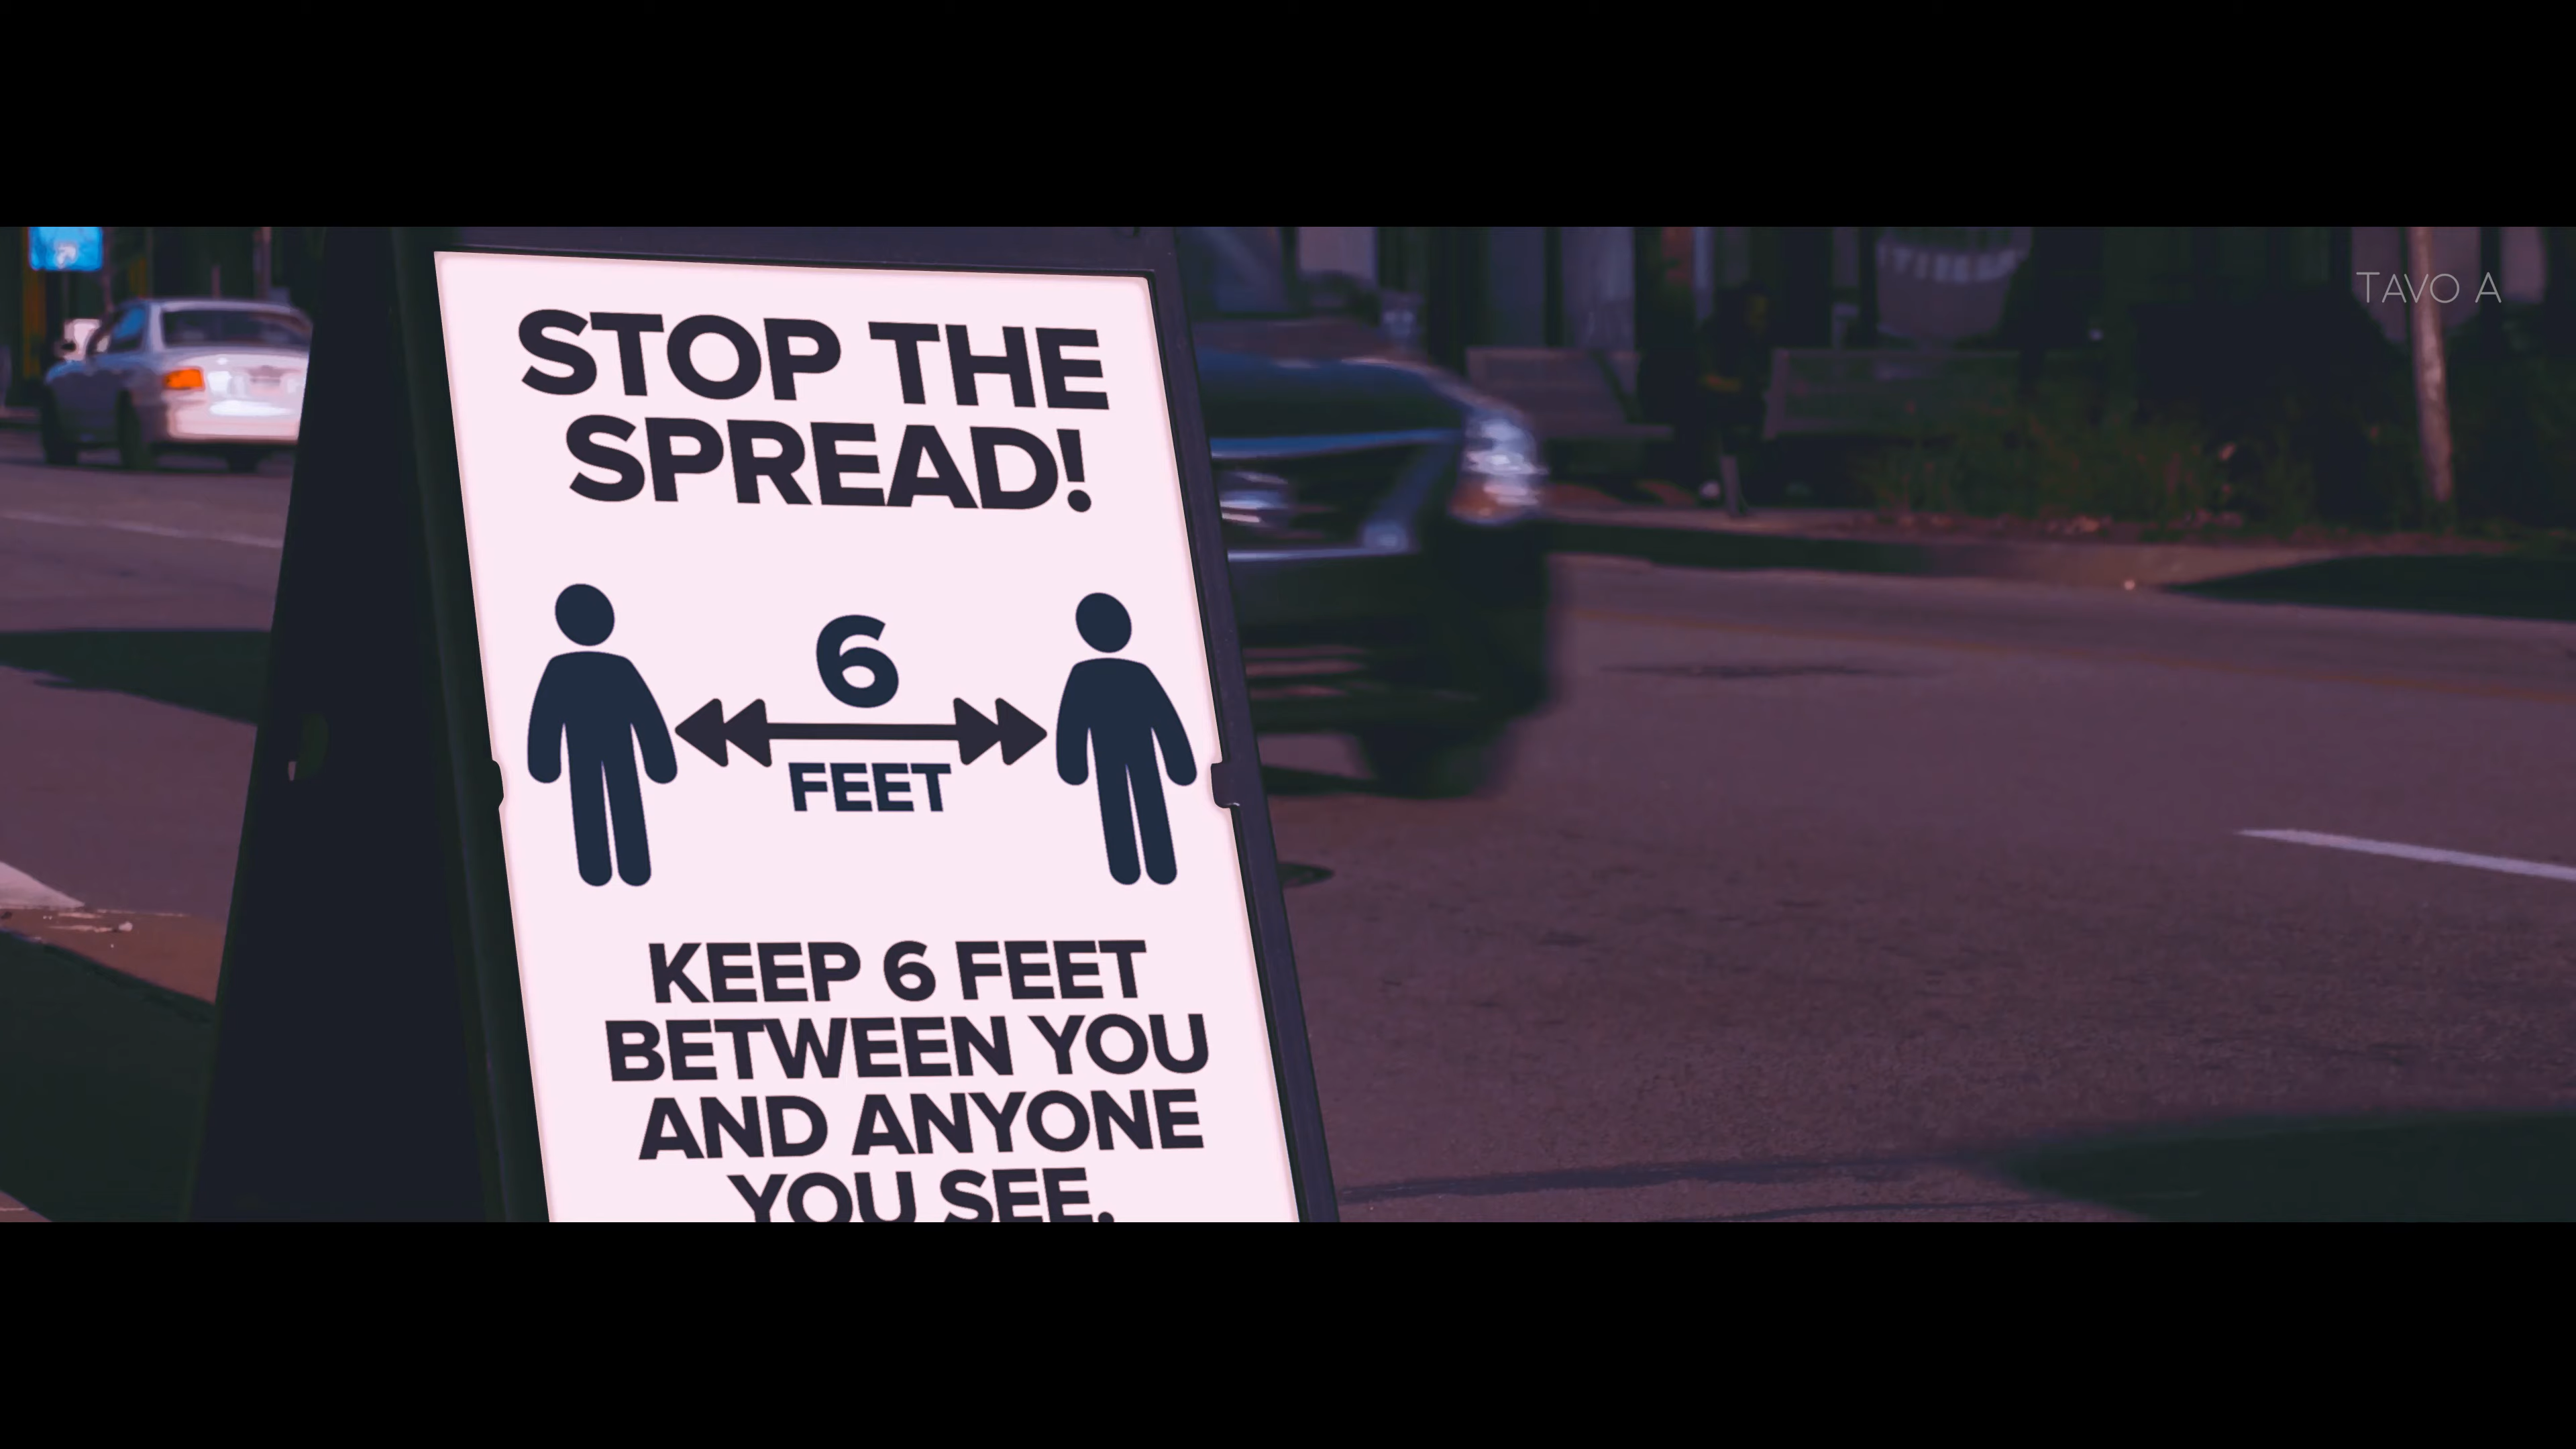 TAVO A
STOP THE
SPREAD!
6
FEET
KEEP 6 FEET
BETWEEN YOU
AND ANYONE
YOU SEE.